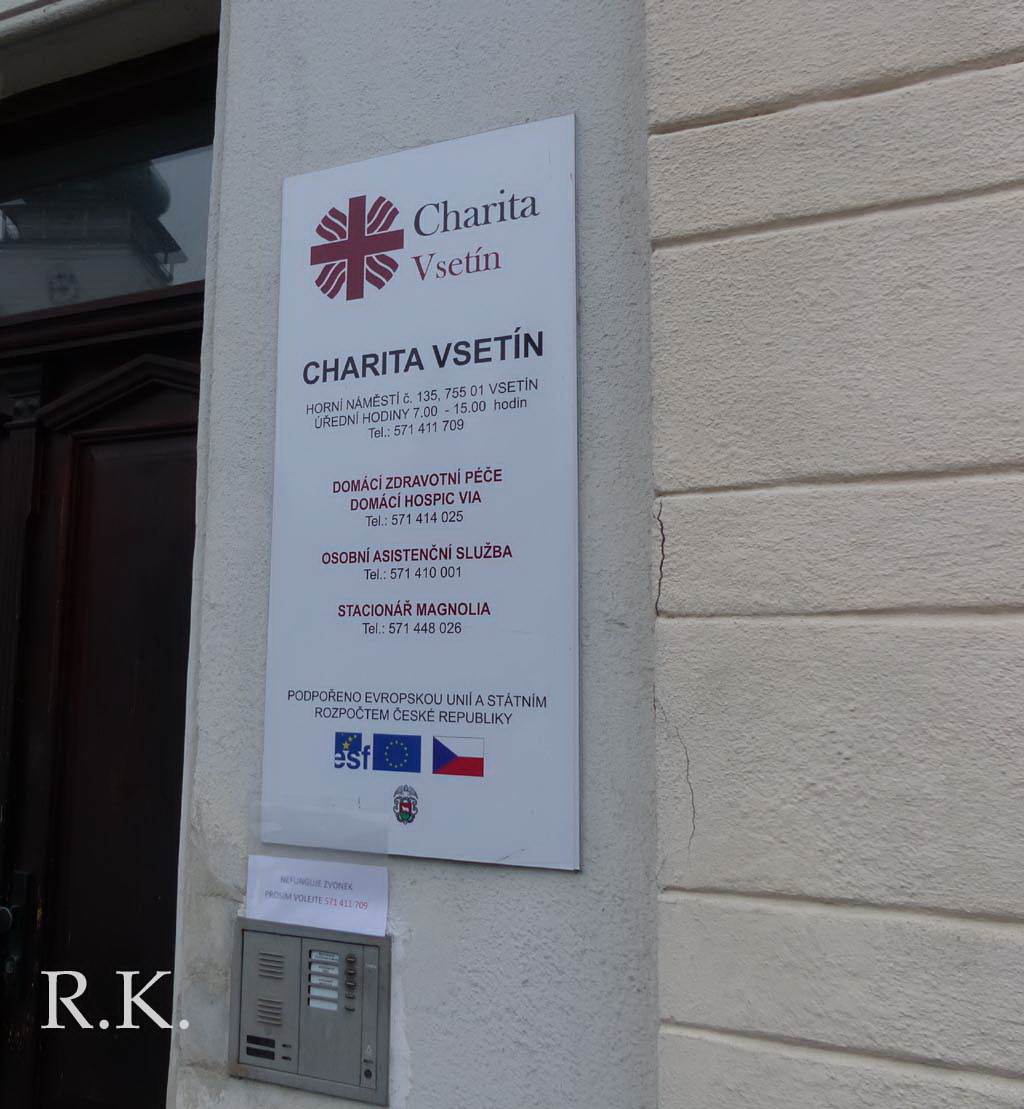 Charita
Vsetín
CHARITA VSETÍN
HORNÍ NÁMĚSTÍ č. 135, 755 01 VSETÍN
ÚŘEDNÍ HODINY 7.00 - 15.00 hodin
Tel.: 571 411 709
DOMÁCÍ ZDRAVOTNÍ PÉČE
DOMÁCÍ HOSPIC VIA
Tel.: 571 414 025
OSOBNÍ ASISTENČNÍ SLUŽBA
Tel.: 571 410 001
STACIONÁŘ MAGNOLIA
Tel.: 571 448 026
PODPOŘENO EVROPSKOU UNIÍ A STÁTNÍM
ROZPOČTEM ČESKÉ REPUBLIKY
esf
NEFUNGUJE ZVONEK
PROSÍM VOLEJTE 571 411 709
R.K.